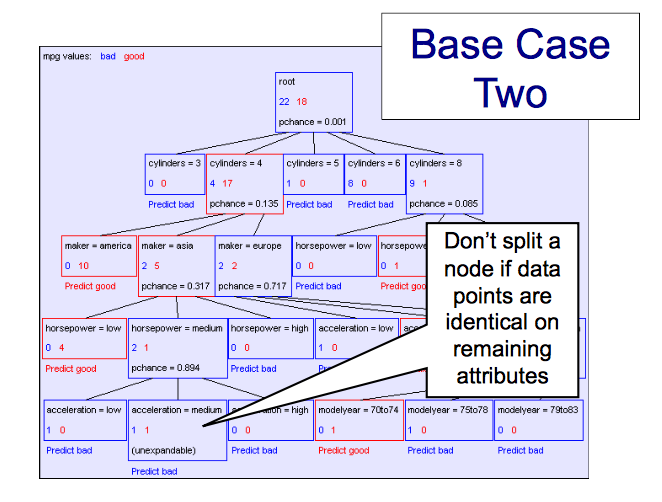 Base Case
Two
mpg values: bad good
root
22 18
pchance = 0.001
cylinders = 3
0 0
Predict bad
cylinders = 4
4 17
pchance = 0.135
cylinders = 5
1 0
Predict bad
cylinders = 6
8 0
Predict bad
cylinders = 8
9 1
pchance = 0.085
maker = america
0 10
Predict good
maker = asia
2 5
pchance = 0.317
maker = europe
2 2
pchance = 0.717
horsepower = low
0 0
Predict bad
0 1
Don't split a
node if data
points are
identical on
remaining
attributes
horsepower = low
0 4
Predict good
horsepower = medium
2 1
pchance = 0.894
horsepower = high
0 0
Predict bad
acceleration = low
1 0
acceleration = low
1 0
Predict bad
acceleration = medium
1 1
(unexpandable)
Predict bad
0 0
Predict bad
modelyear = 70to74
0 1
Predict good
modelyear = 75to78
1 0
Predict bad
modelyear = 79to83
0 0
Predict bad